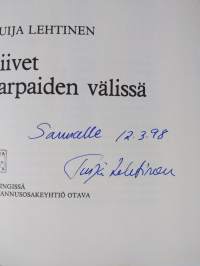 UIJA LEHTINEN
iivet
arpaiden välissä
Sannalle 12.3.98
Tuija Lehtinen
INGISSÄ
ANNUSOSAKEYHTIÖ OTAVA